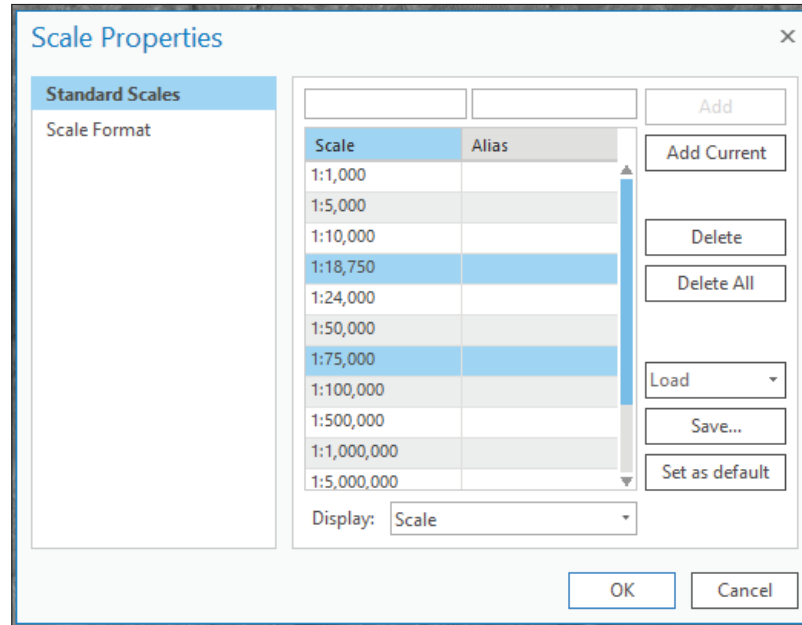 Scale Properties
Standard Scales
Scale Format
Add
Scale Alias
Add Current
1:1,000
1:5,000
1:10,000
Delete
1:18,750
Delete All
1:24,000
1:50,000
1:75,000
Load
1:100,000
1:500,000
Save...
1:1,000,000
Set as default
1:5,000,000
Display: Scale
OK Cancel